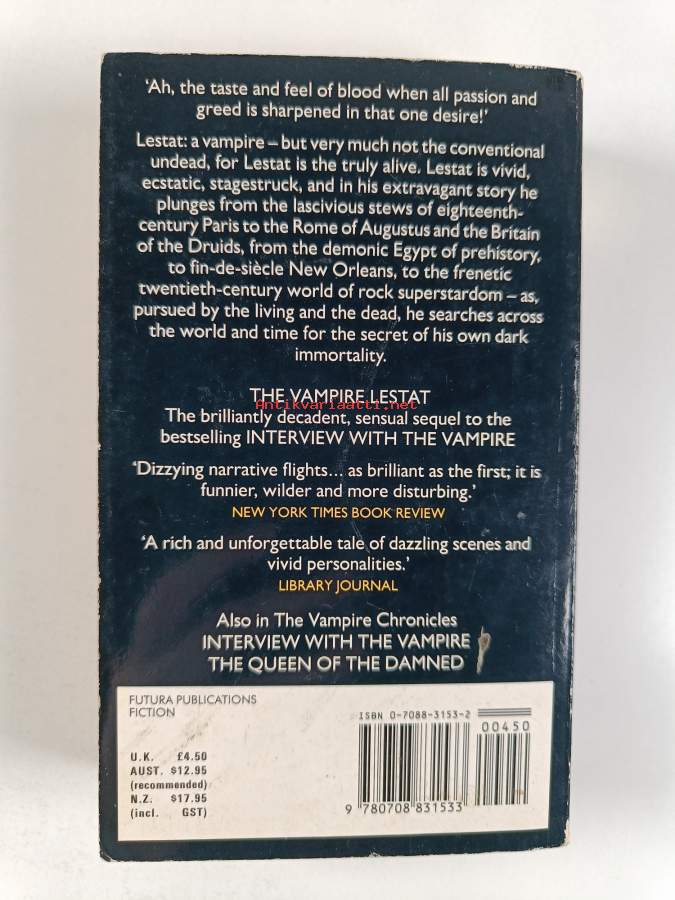 ‘Ah, the taste and feel of blood when all passion and
greed is sharpened in that one desire!’
Lestat: a vampire – but very much not the conventional
undead, for Lestat is the truly alive. Lestat is vivid,
ecstatic, stagestruck, and in his extravagant story he
plunges from the lascivious stews of eighteenth-
century Paris to the Rome of Augustus and the Britain
of the Druids, from the demonic Egypt of prehistory,
to fin-de-siècle New Orleans, to the frenetic
twentieth-century world of rock superstardom – as,
pursued by the living and the dead, he searches across
the world and time for the secret of his own dark
immortality.
THE VAMPIRE LESTAT
Antikvariaatti.net
The brilliantly decadent, sensual sequel to the
bestselling INTERVIEW WITH THE VAMPIRE
‘Dizzying narrative flights... as brilliant as the first; it is
funnier, wilder and more disturbing.’
NEW YORK TIMES BOOK REVIEW
‘A rich and unforgettable tale of dazzling scenes and
vivid personalities.’
LIBRARY JOURNAL
Also in The Vampire Chronicles
INTERVIEW WITH THE VAMPIRE
THE QUEEN OF THE DAMNED
FUTURA PUBLICATIONS
FICTION
U.K. £4.50
AUST. $12.95
(recommended)
N.Z. $17.95
(incl. GST)
ISBN 0-7088-3153-2
00450
9 780708 831533